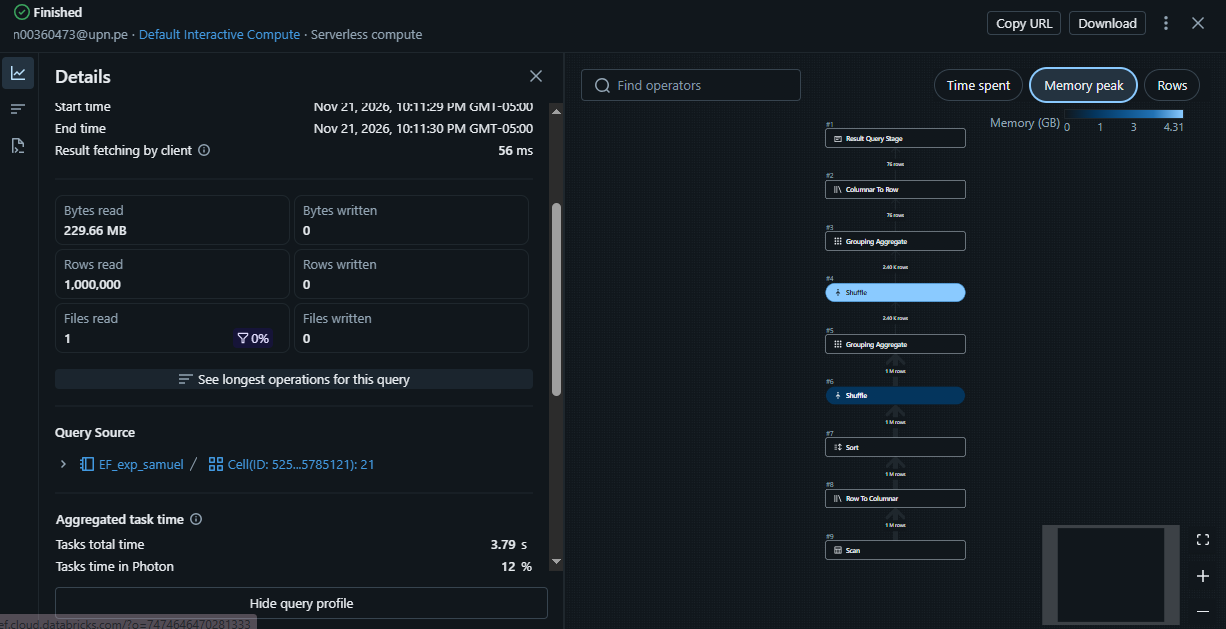 Finished
n00360473@upn.pe · Default Interactive Compute · Serverless compute
Copy URL
Download
Details
Start time Nov 21, 2026, 10:11:29 PM GMT-05:00
End time Nov 21, 2026, 10:11:30 PM GMT-05:00
Result fetching by client 56 ms
Bytes read
229.66 MB
Bytes written
0
Rows read
1,000,000
Rows written
0
Files read
1
0%
Files written
0
See longest operations for this query
Query Source
EF_exp_samuel / Cell(ID: 525...5785121): 21
Aggregated task time
Tasks total time 3.79 s
Tasks time in Photon 12 %
Hide query profile
ef.cloud.databricks.com/?o=7474646470281333
Find operators
Time spent
Memory peak
Rows
Memory (GB) 0 1 3 4.31
#1
Result Query Stage
76 rows
#2
Columnar To Row
76 rows
#3
Grouping Aggregate
2.40 K rows
#4
Shuffle
2.40 K rows
#5
Grouping Aggregate
1 M rows
#6
Shuffle
1 M rows
#7
Sort
1 M rows
#8
Row To Columnar
1 M rows
#9
Scan